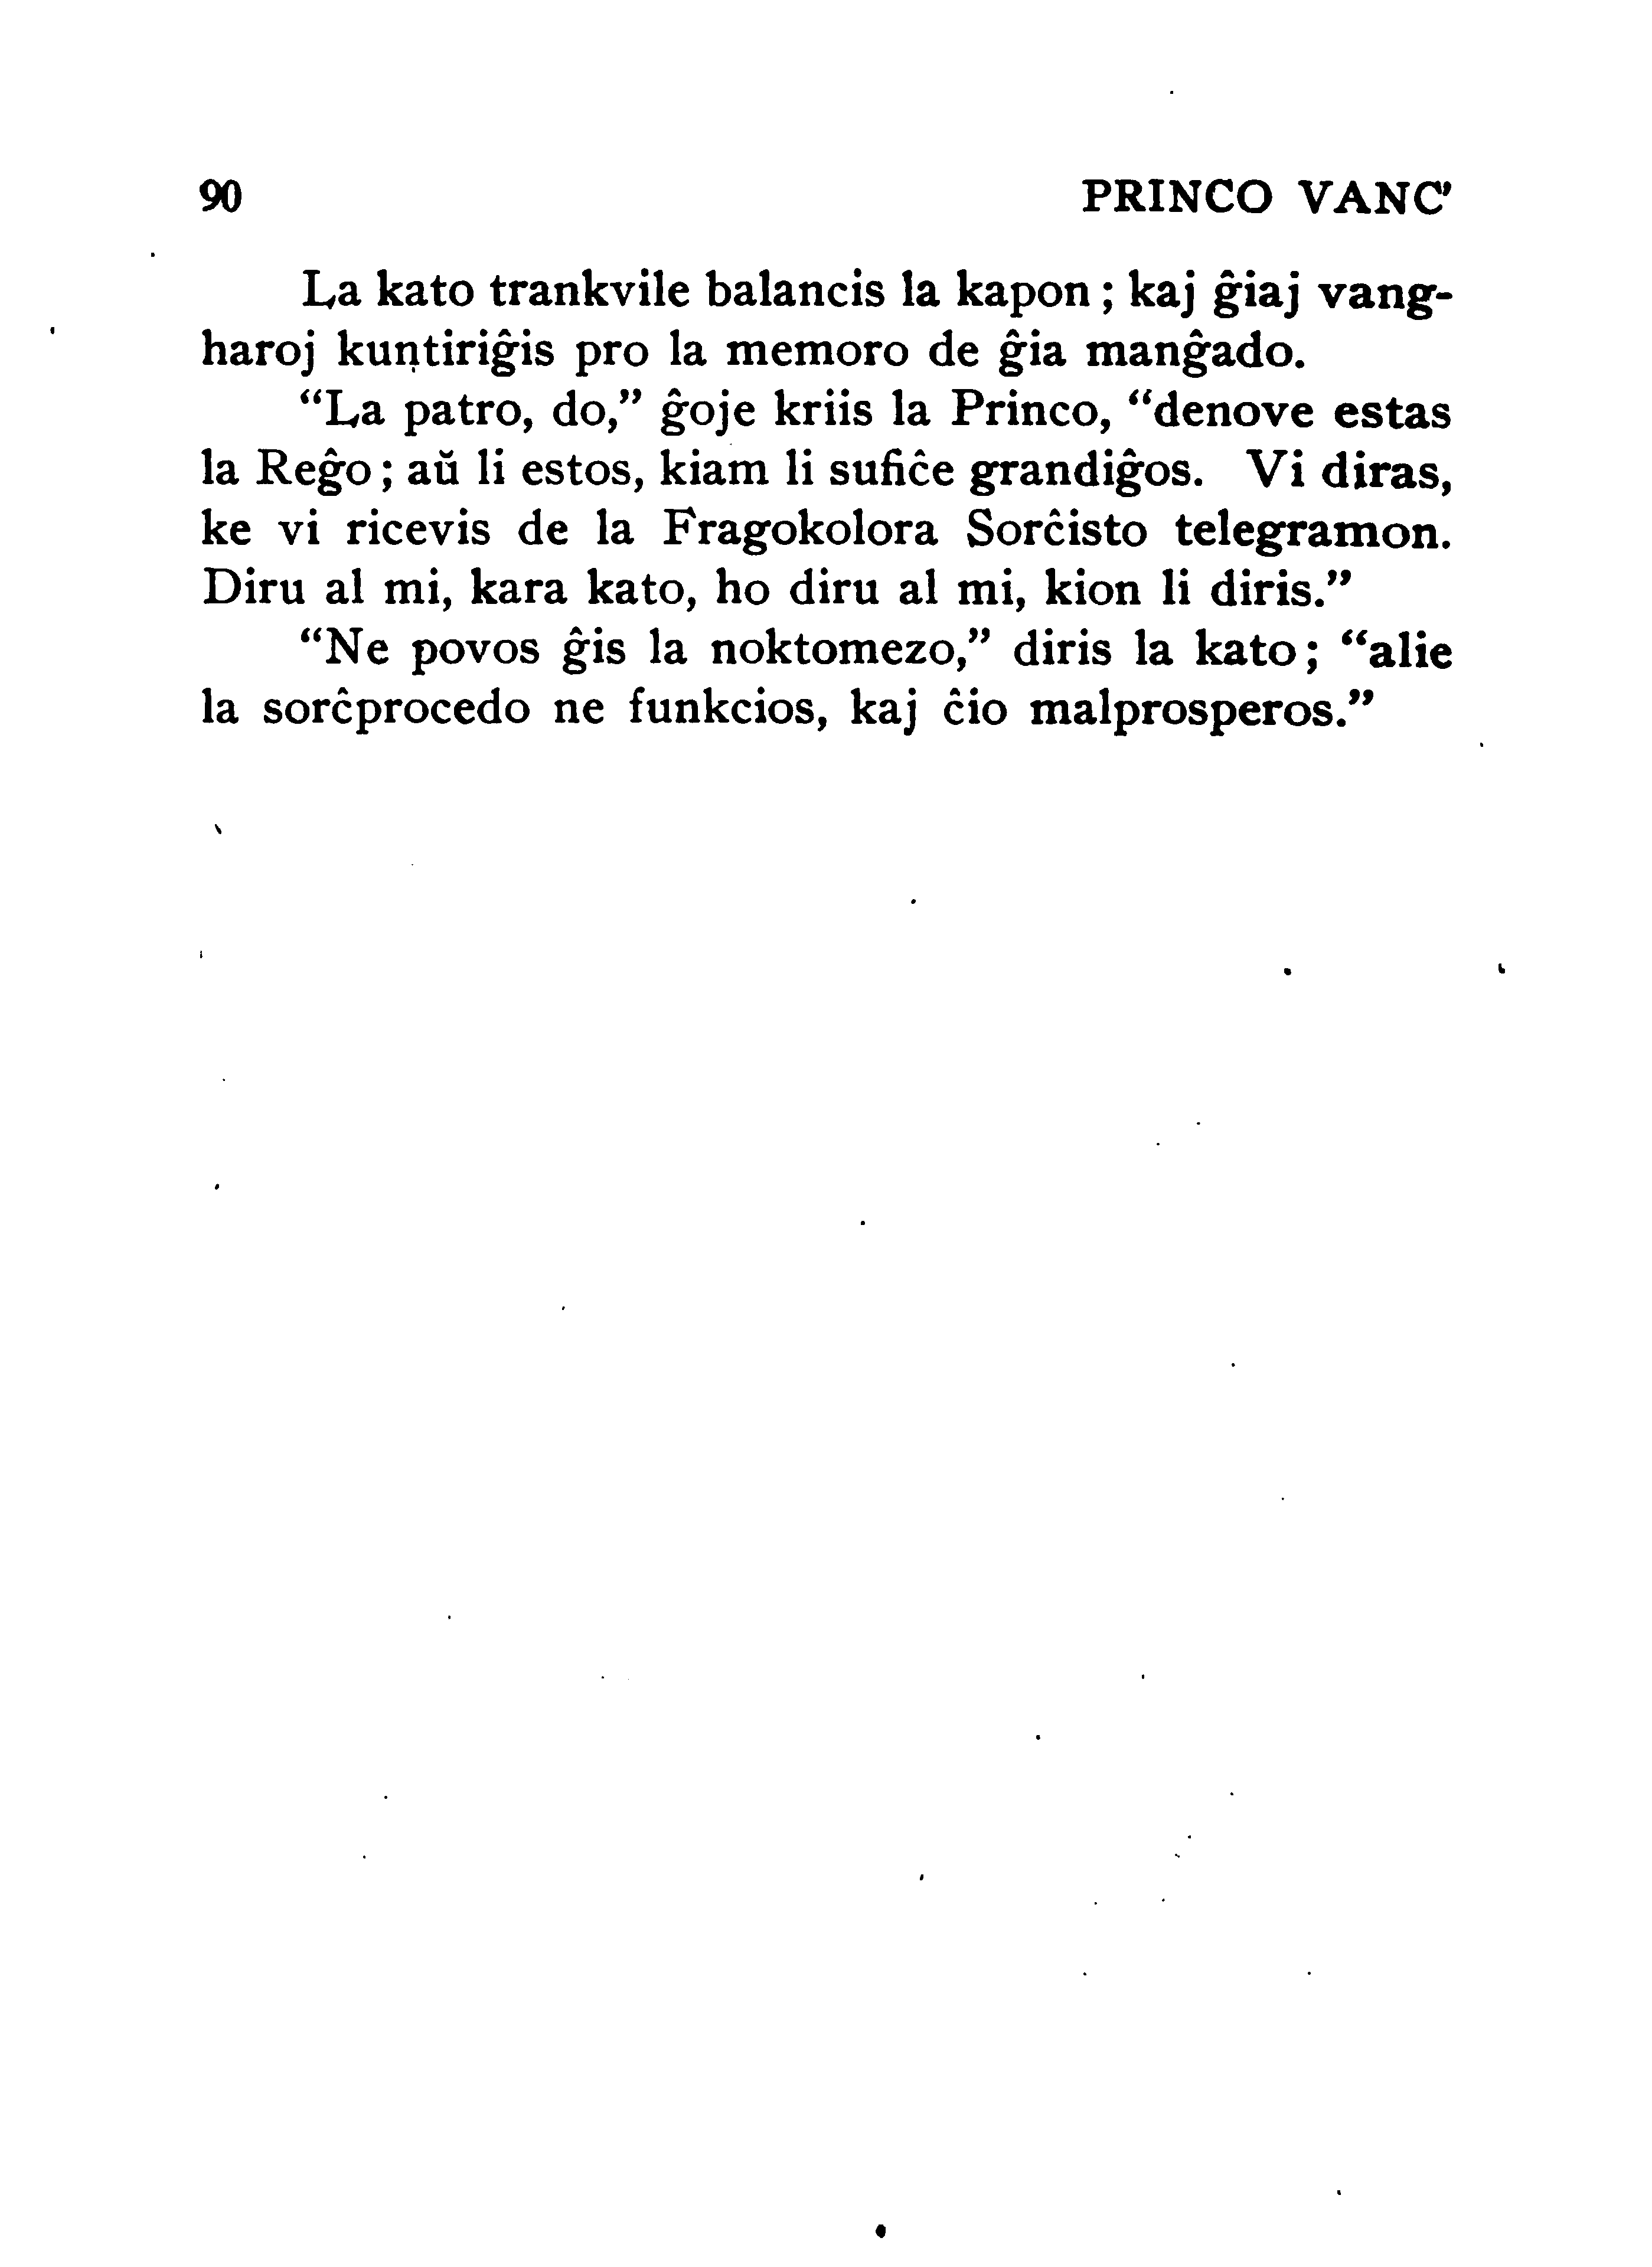 90 PRINCO VANC’
La kato trankvile balancis la kapon; kaj ĝiaj vang-
haroj kuntiriĝis pro la memoro de ĝia manĝado.
“La patro, do,” ĝoje kriis la Princo, “denove estas
la Reĝo; aŭ li estos, kiam li sufiĉe grandiĝos. Vi diras,
ke vi ricevis de la Fragokolora Sorĉisto telegramon.
Diru al mi, kara kato, ho diru al mi, kion li diris.”
“Ne povos ĝis la noktomezo,” diris la kato; “alie
la sorĉprocedo ne funkcios, kaj ĉio malprosperos.”